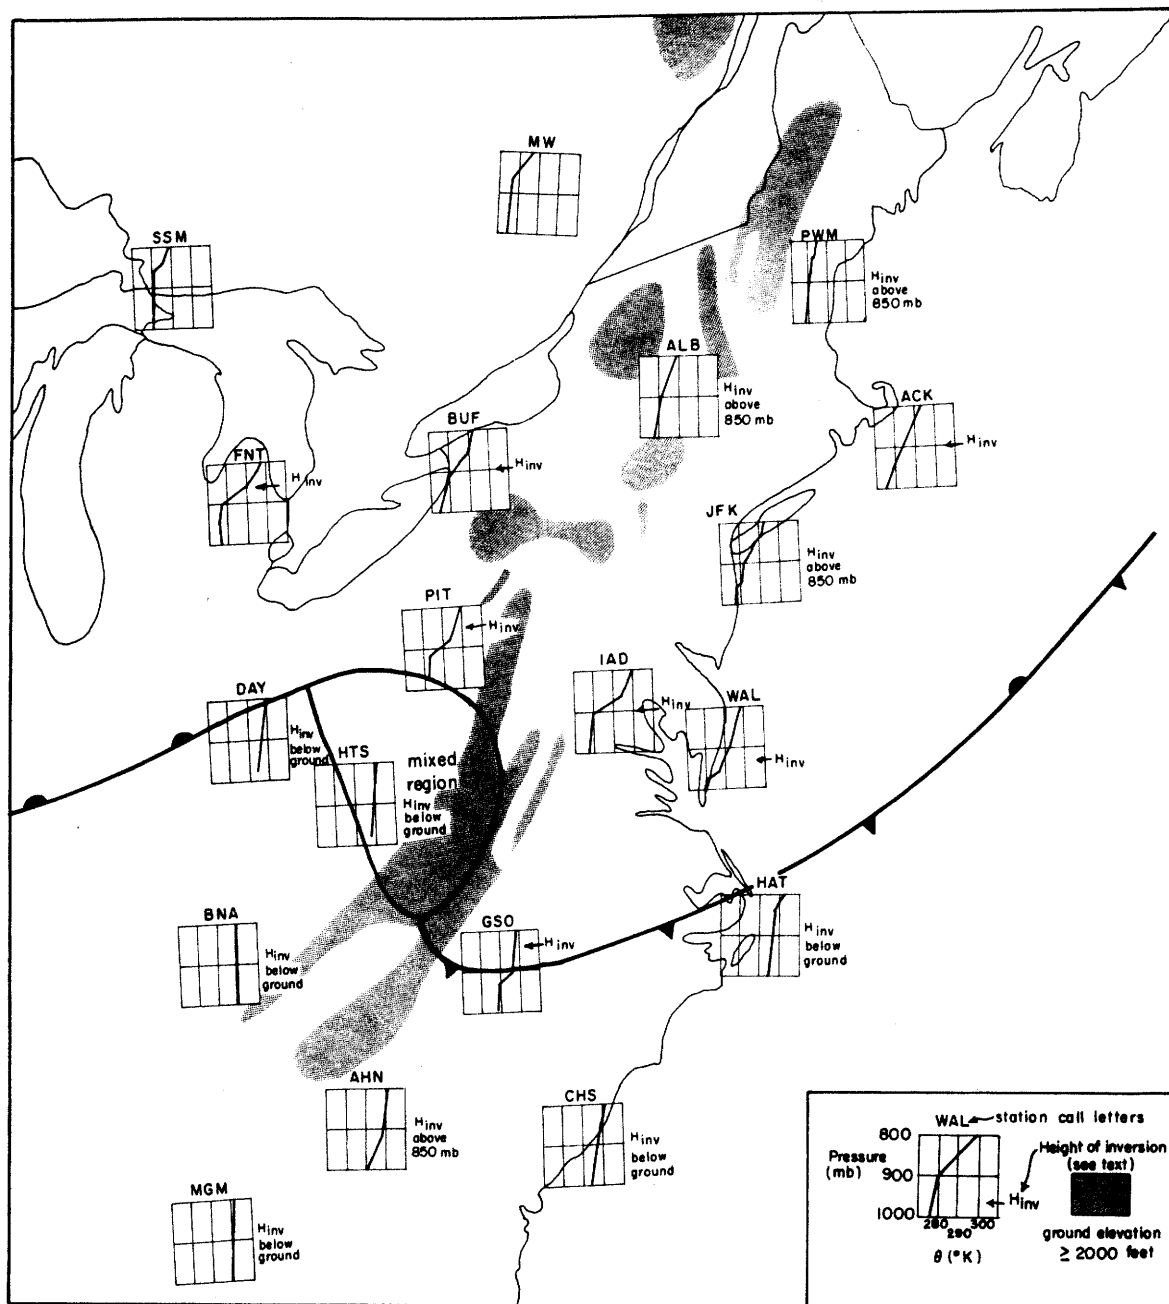 MW
SSM
PWM
Hinv
above
850 mb
ALB
Hinv
above
850 mb
ACK
Hinv
BUF
Hinv
FNT
Hinv
JFK
Hinv
above
850 mb
PIT
Hinv
IAD
Hinv
WAL
Hinv
DAY
Hinv
below
ground
HTS
Hinv
below
ground
mixed
region
HAT
Hinv
below
ground
BNA
Hinv
below
ground
GSO
Hinv
AHN
Hinv
above
850 mb
CHS
Hinv
below
ground
MGM
Hinv
below
ground
WAL station call letters
800
Pressure
(mb)
900
1000
Height of inversion
(see text)
Hinv
280 290 300
θ (°K)
ground elevation
≥ 2000 feet